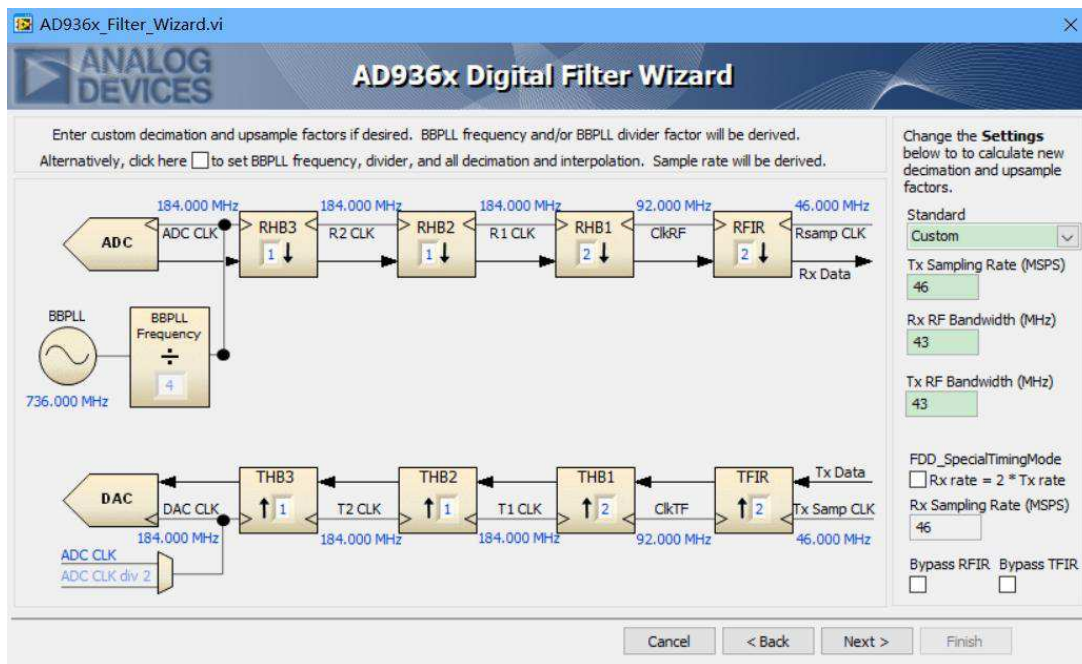 AD936x_Filter_Wizard.vi
ANALOG
DEVICES
AD936x Digital Filter Wizard
Enter custom decimation and upsample factors if desired. BBPLL frequency and/or BBPLL divider factor will be derived.
Alternatively, click here to set BBPLL frequency, divider, and all decimation and interpolation. Sample rate will be derived.
184.000 MHz 184.000 MHz 184.000 MHz 92.000 MHz 46.000 MHz
ADC ADC CLK RHB3 R2 CLK RHB2 R1 CLK RHB1 ClkRF RFIR Rsamp CLK
1 1 2 2
Rx Data
BBPLL
BBPLL
Frequency
÷
4
736.000 MHz
THB3 THB2 THB1 TFIR Tx Data
DAC DAC CLK 1 T2 CLK 1 T1 CLK 2 ClkTF 2 Tx Samp CLK
184.000 MHz 184.000 MHz 184.000 MHz 92.000 MHz 46.000 MHz
ADC CLK
ADC CLK div 2
Change the Settings
below to to calculate new
decimation and upsample
factors.
Standard
Custom
Tx Sampling Rate (MSPS)
46
Rx RF Bandwidth (MHz)
43
Tx RF Bandwidth (MHz)
43
FDD_SpecialTimingMode
Rx rate = 2 * Tx rate
Rx Sampling Rate (MSPS)
46
Bypass RFIR Bypass TFIR
Cancel < Back Next > Finish